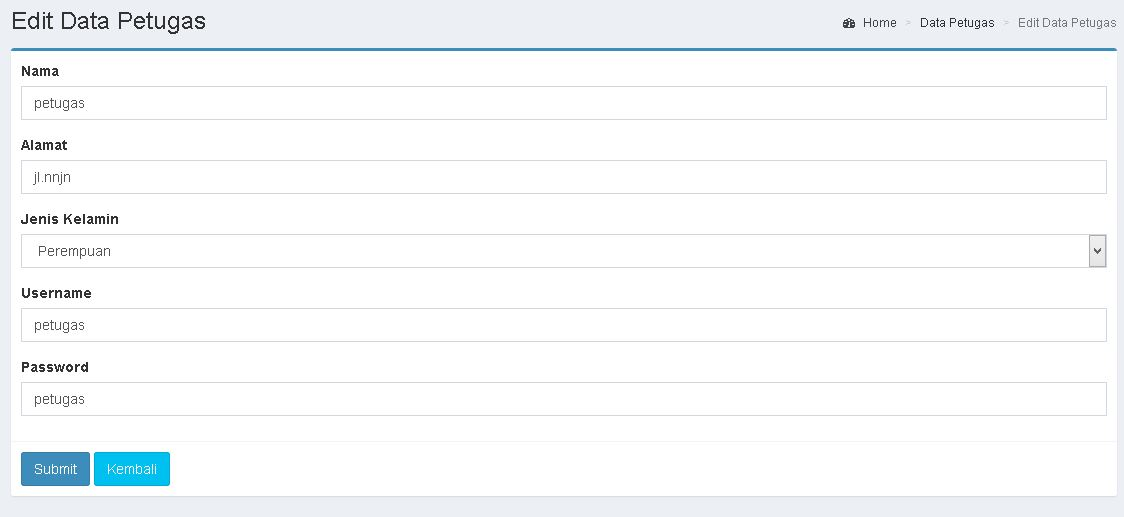 Edit Data Petugas
Home > Data Petugas > Edit Data Petugas
Nama
petugas
Alamat
jl.nnjn
Jenis Kelamin
Perempuan
Username
petugas
Password
petugas
Submit Kembali